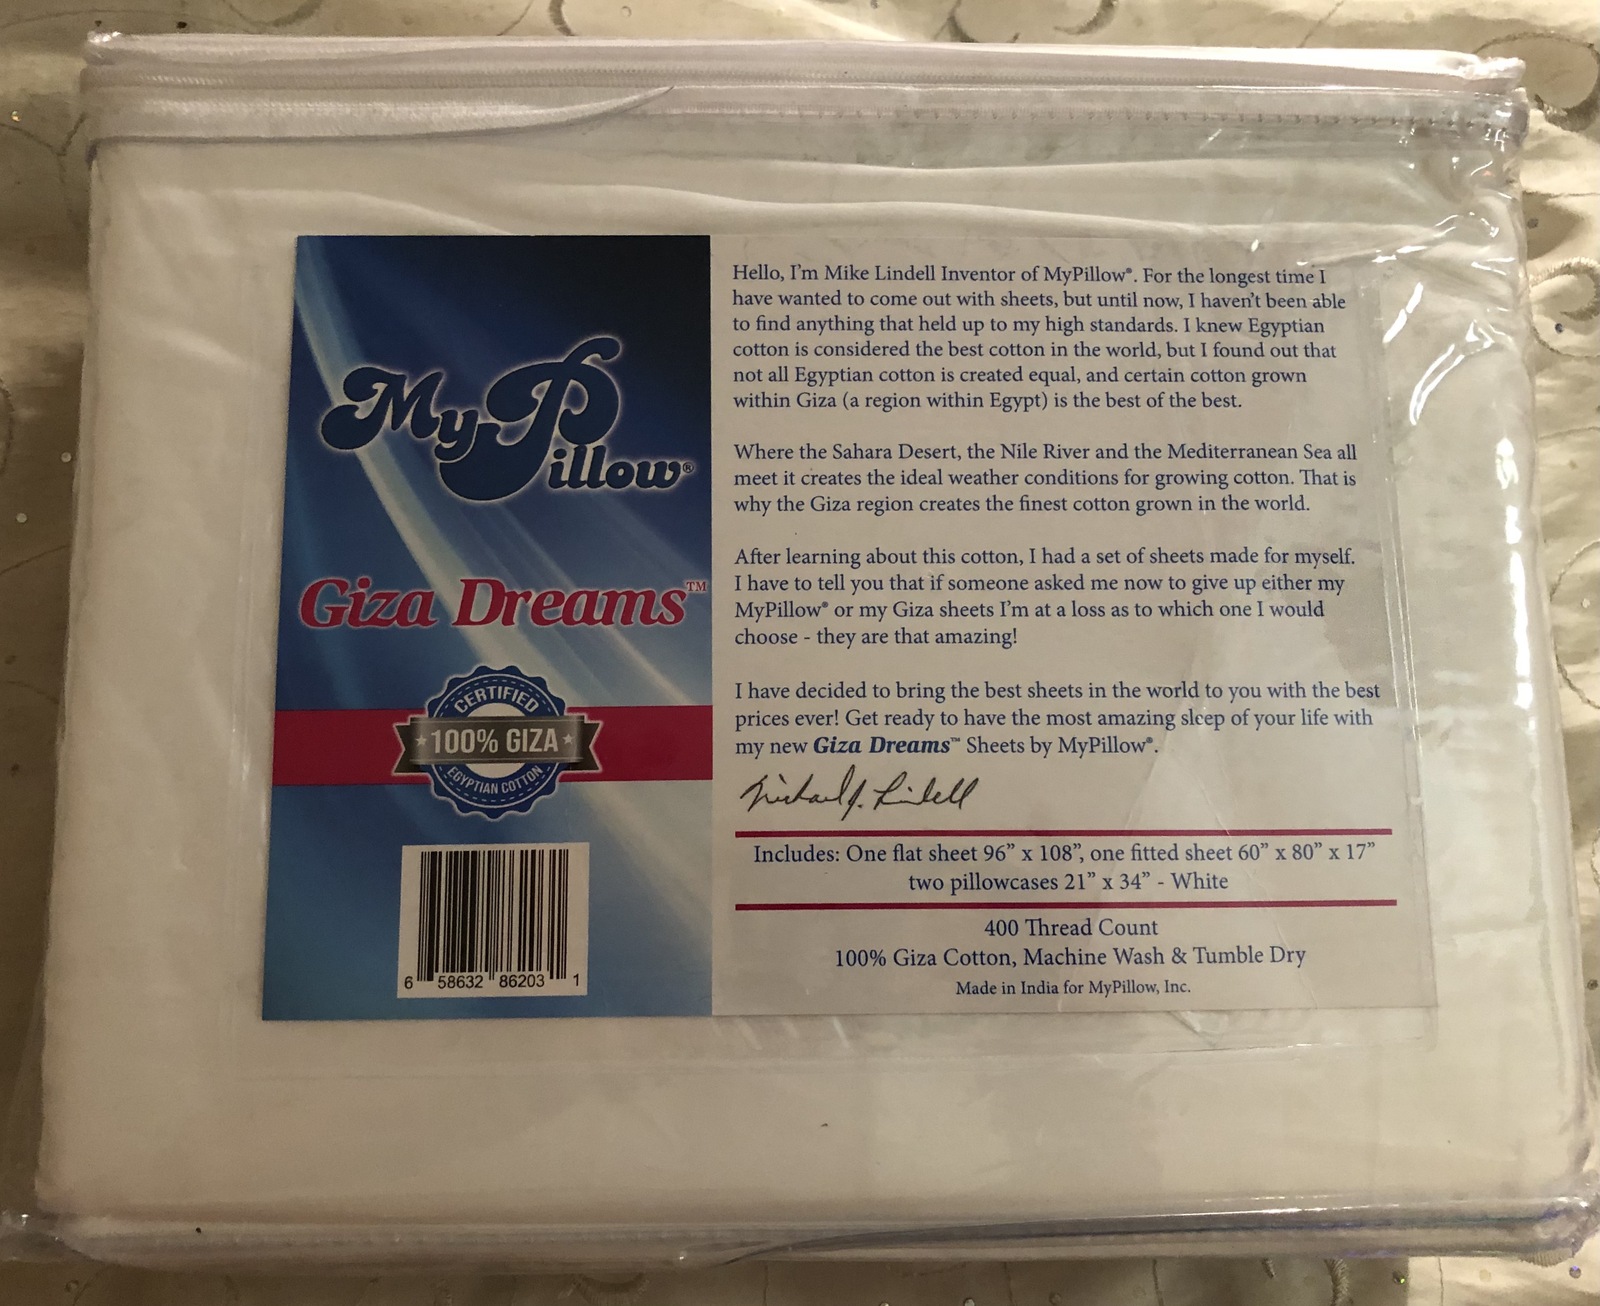 MyPillow®
Giza Dreams™
CERTIFIED
★100% GIZA★
EGYPTIAN COTTON
6 58632 86203 1
Hello, I'm Mike Lindell Inventor of MyPillow®. For the longest time I
have wanted to come out with sheets, but until now, I haven't been able
to find anything that held up to my high standards. I knew Egyptian
cotton is considered the best cotton in the world, but I found out that
not all Egyptian cotton is created equal, and certain cotton grown
within Giza (a region within Egypt) is the best of the best.
Where the Sahara Desert, the Nile River and the Mediterranean Sea all
meet it creates the ideal weather conditions for growing cotton. That is
why the Giza region creates the finest cotton grown in the world.
After learning about this cotton, I had a set of sheets made for myself.
I have to tell you that if someone asked me now to give up either my
MyPillow® or my Giza sheets I'm at a loss as to which one I would
choose - they are that amazing!
I have decided to bring the best sheets in the world to you with the best
prices ever! Get ready to have the most amazing sleep of your life with
my new Giza Dreams™ Sheets by MyPillow®.
Michael J. Lindell
Includes: One flat sheet 96” x 108”, one fitted sheet 60” x 80” x 17”
two pillowcases 21” x 34” - White
400 Thread Count
100% Giza Cotton, Machine Wash & Tumble Dry
Made in India for MyPillow, Inc.